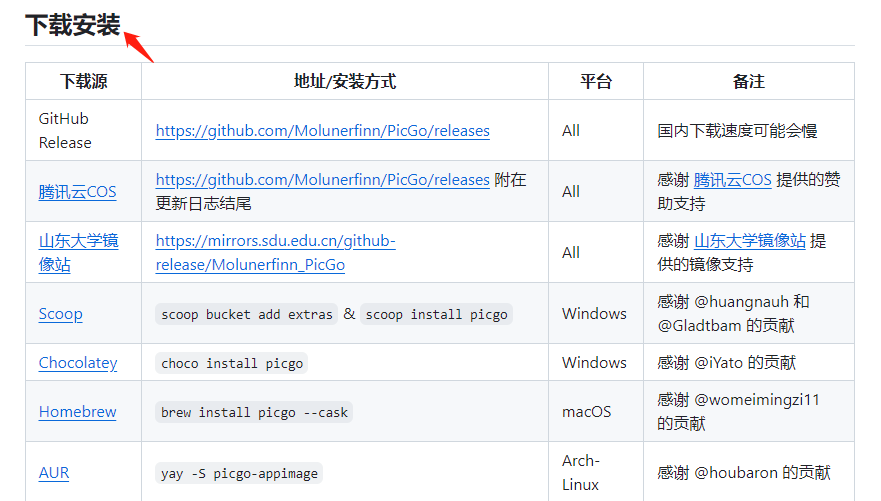 下载安装
下载源 地址/安装方式 平台 备注
GitHub
Release
https://github.com/Molunerfinn/PicGo/releases
All
国内下载速度可能会慢
腾讯云COS
https://github.com/Molunerfinn/PicGo/releases 附在
更新日志结尾
All
感谢 腾讯云COS 提供的赞
助支持
山东大学镜
像站
https://mirrors.sdu.edu.cn/github-
release/Molunerfinn_PicGo
All
感谢 山东大学镜像站 提
供的镜像支持
Scoop
scoop bucket add extras & scoop install picgo
Windows
感谢 @huangnauh 和
@Gladtbam 的贡献
Chocolatey
choco install picgo
Windows
感谢 @iYato 的贡献
Homebrew
brew install picgo --cask
macOS
感谢 @womeimingzi11
的贡献
AUR
yay -S picgo-appimage
Arch-
Linux
感谢 @houbaron 的贡献